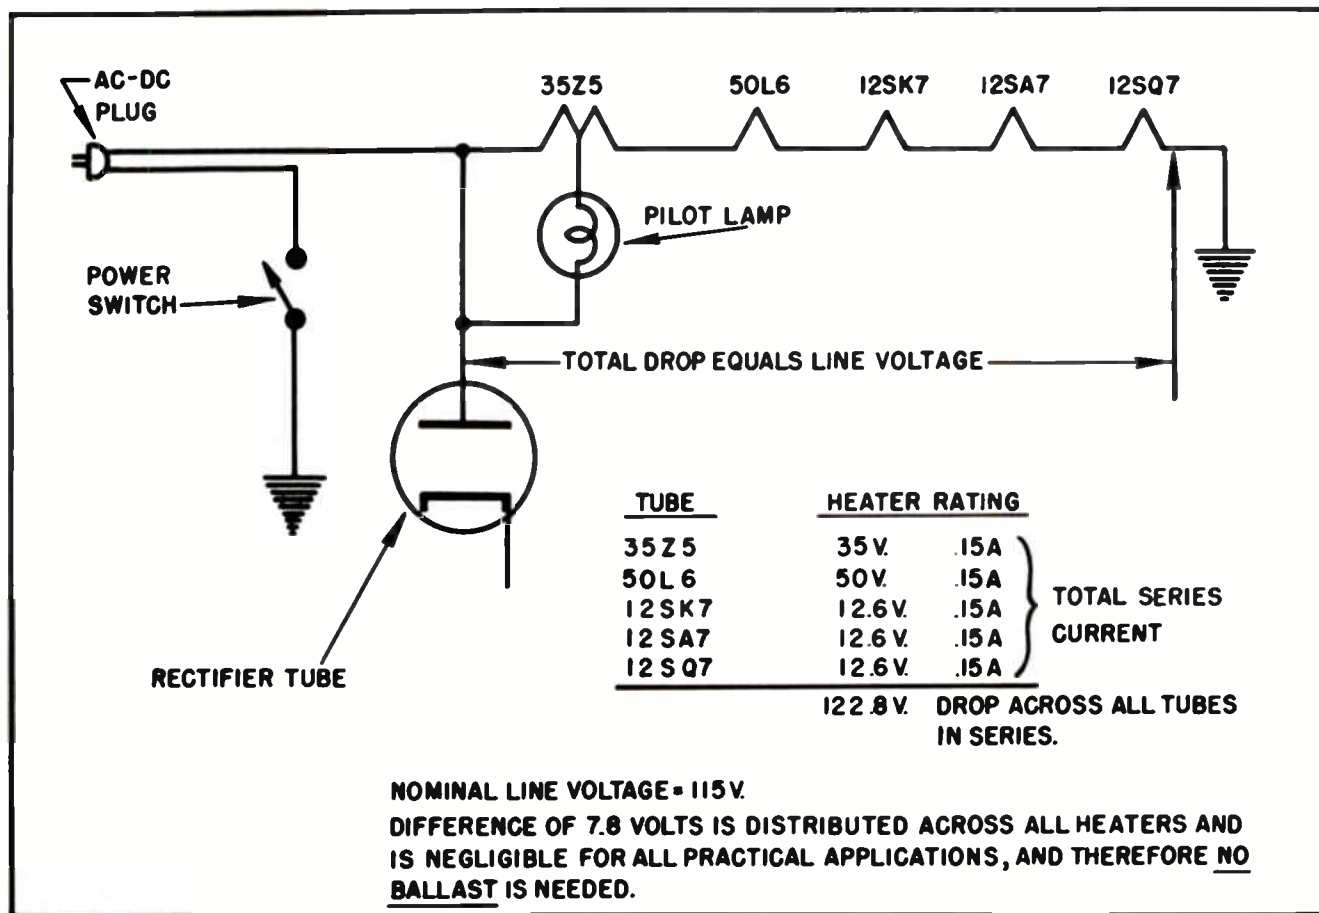 AC-DC
PLUG
35Z5
50L6
12SK7
12SA7
12SQ7
PILOT LAMP
POWER
SWITCH
TOTAL DROP EQUALS LINE VOLTAGE
RECTIFIER TUBE
TUBE HEATER RATING
35Z5 35V. .15A
50L6 50V. .15A
12SK7 12.6V. .15A
12SA7 12.6V. .15A
12SQ7 12.6V. .15A
TOTAL SERIES
CURRENT
122.8V. DROP ACROSS ALL TUBES
IN SERIES.
NOMINAL LINE VOLTAGE = 115V.
DIFFERENCE OF 7.8 VOLTS IS DISTRIBUTED ACROSS ALL HEATERS AND
IS NEGLIGIBLE FOR ALL PRACTICAL APPLICATIONS, AND THEREFORE NO
BALLAST IS NEEDED.